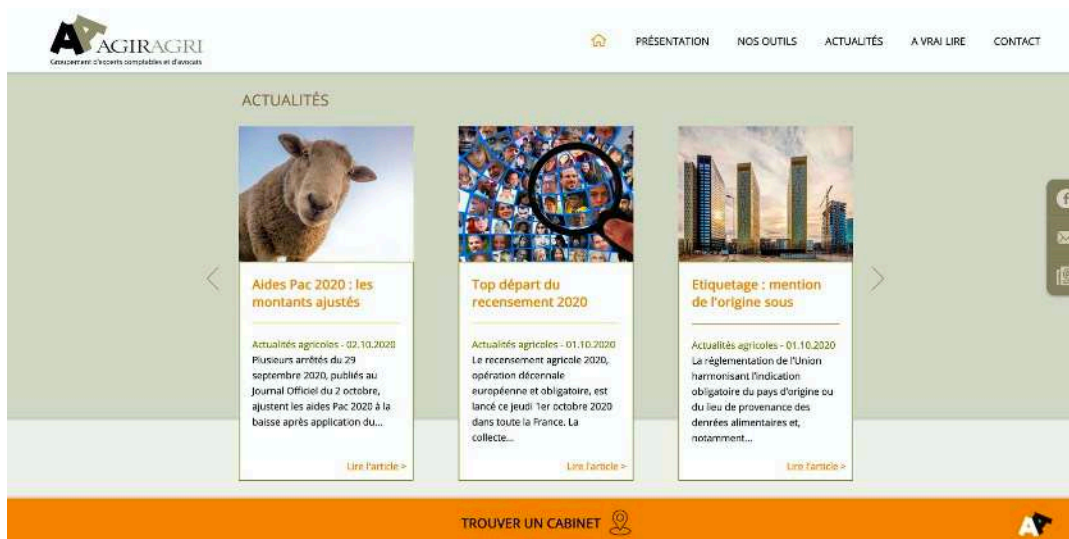 AGIRAGRI
Groupement d'experts comptables et d'avocats
PRÉSENTATION
NOS OUTILS
ACTUALITÉS
A VRAI LIRE
CONTACT
ACTUALITÉS
Aides Pac 2020 : les
montants ajustés
Actualités agricoles - 02.10.2020
Plusieurs arrêtés du 29
septembre 2020, publiés au
Journal Officiel du 2 octobre,
ajustent les aides Pac 2020 à la
baisse après application du...
Lire l'article >
Top départ du
recensement 2020
Actualités agricoles - 01.10.2020
Le recensement agricole 2020,
opération décennale
européenne et obligatoire, est
lancé ce jeudi 1er octobre 2020
dans toute la France. La
collecte...
Lire l'article >
Etiquetage : mention
de l'origine sous
Actualités agricoles - 01.10.2020
La réglementation de l'Union
harmonisant l'indication
obligatoire du pays d'origine ou
du lieu de provenance des
denrées alimentaires et,
notamment...
Lire l'article >
TROUVER UN CABINET